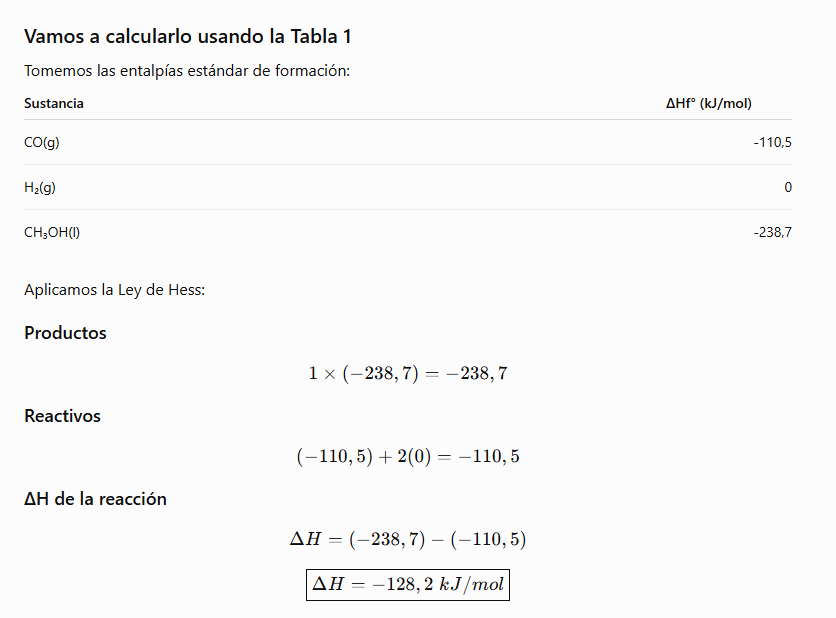 Vamos a calcularlo usando la Tabla 1
Tomemos las entalpías estándar de formación:
Sustancia ΔHf° (kJ/mol)
CO(g) -110,5
H₂(g) 0
CH₃OH(l) -238,7
Aplicamos la Ley de Hess:
Productos
1 × (−238, 7) = −238, 7
Reactivos
(−110, 5) + 2(0) = −110, 5
ΔH de la reacción
ΔH = (−238, 7) − (−110, 5)
ΔH = −128, 2 kJ/mol